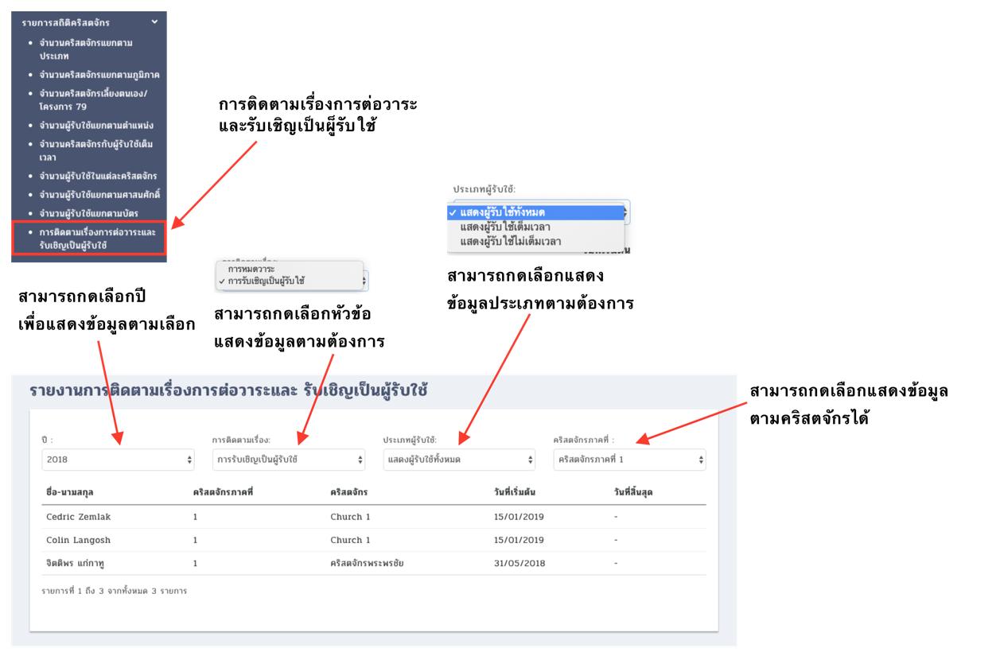 รายการสถิติคริสตจักร
จำนวนคริสตจักรแยกตาม
ประเภท
จำนวนคริสตจักรแยกตามภูมิภาค
จำนวนคริสตจักรเลี้ยงตนเอง/
โครงการ 79
จำนวนผู้รับใช้แยกตามตำแหน่ง
จำนวนคริสตจักรกับผู้รับใช้เต็ม
เวลา
จำนวนผู้รับใช้ในแต่ละคริสตจักร
จำนวนผู้รับใช้แยกตามศาสนศักดิ์
จำนวนผู้รับใช้แยกตามบัตร
การติดตามเรื่องการต่อวาระและ
รับเชิญเป็นผู้รับใช้
การติดตามเรื่องการต่อวาระ
และรับเชิญเป็นผู้รับใช้
ประเภทผู้รับใช้:
✓ แสดงผู้รับใช้ทั้งหมด
แสดงผู้รับใช้เต็มเวลา
แสดงผู้รับใช้ไม่เต็มเวลา
การหมดวาระ
✓ การรับเชิญเป็นผู้รับใช้
สามารถกดเลือกแสดง
ข้อมูลประเภทตามต้องการ
สามารถกดเลือกปี
เพื่อแสดงข้อมูลตามเลือก
สามารถกดเลือกหัวข้อ
แสดงข้อมูลตามต้องการ
สามารถกดเลือกแสดงข้อมูล
ตามคริสตจักรได้
รายงานการติดตามเรื่องการต่อวาระและ รับเชิญเป็นผู้รับใช้
ปี : การติดตามเรื่อง: ประเภทผู้รับใช้: คริสตจักรภาคที่ :
2018 การรับเชิญเป็นผู้รับใช้ แสดงผู้รับใช้ทั้งหมด คริสตจักรภาคที่ 1
ชื่อ-นามสกุล คริสตจักรภาคที่ คริสตจักร วันที่เริ่มต้น วันที่สิ้นสุด
Cedric Zemlak 1 Church 1 15/01/2019 -
Colin Langosh 1 Church 1 15/01/2019 -
จิตติพร แก่กาทู 1 คริสตจักรพระพรชัย 31/05/2018 -
รายการที่ 1 ถึง 3 จากทั้งหมด 3 รายการ